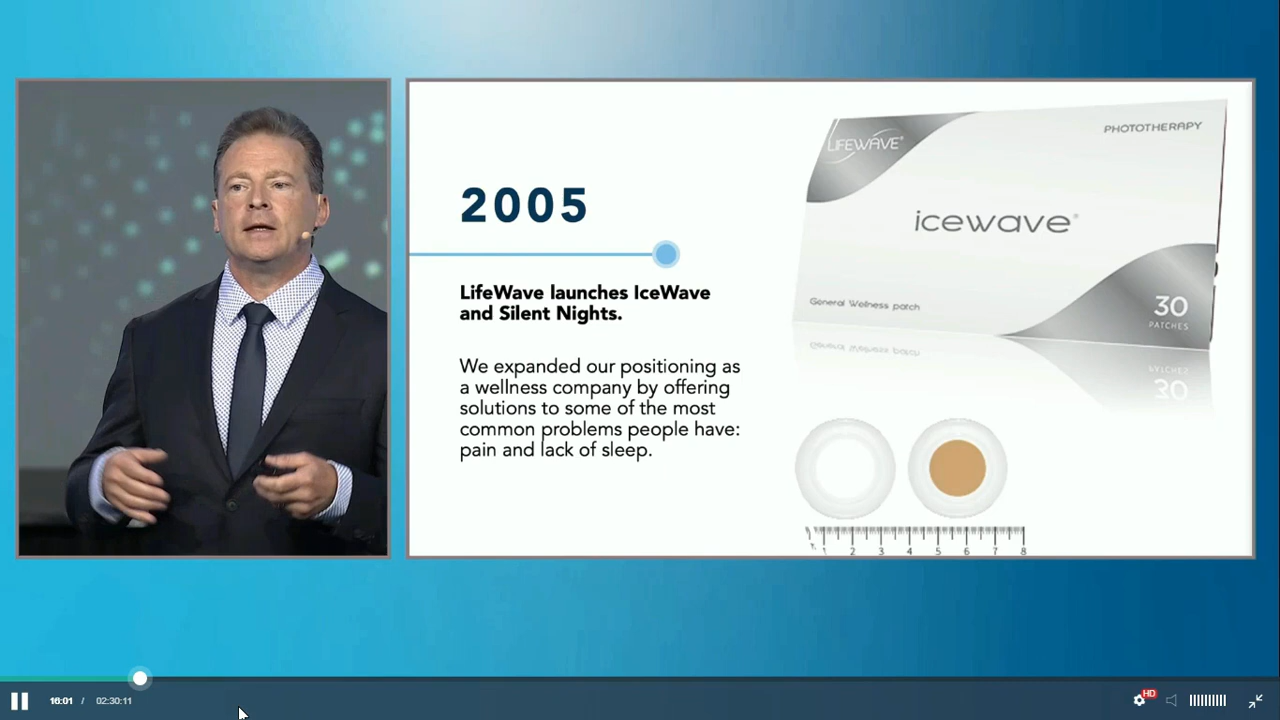 2005
LifeWave launches IceWave
and Silent Nights.
We expanded our positioning as
a wellness company by offering
solutions to some of the most
common problems people have:
pain and lack of sleep.
LIFEWAVE®
PHOTOTHERAPY
icewave®
General Wellness patch
30
PATCHES
1 2 3 4 5 6 7 8
16:01 / 02:30:11
HD